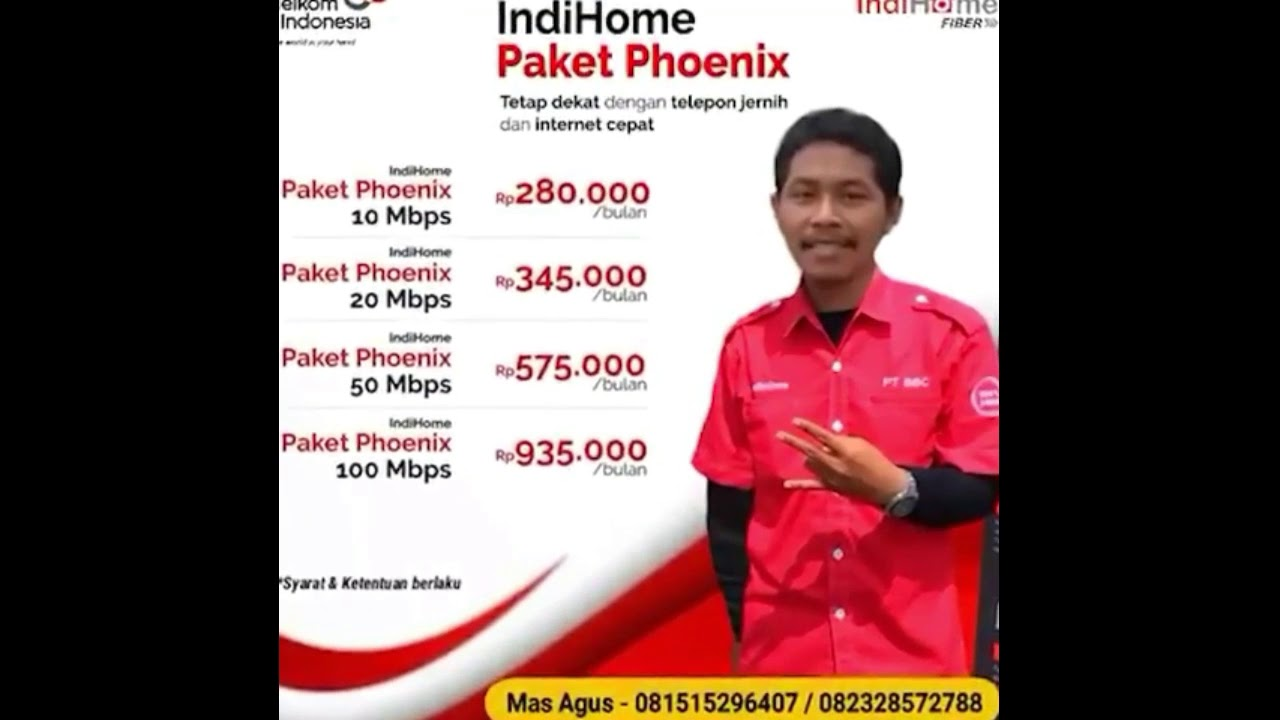 elkom
Indonesia
IndiHome
FIBER
IndiHome
Paket Phoenix
Tetap dekat dengan telepon jernih
dan internet cepat
IndiHome
Paket Phoenix
10 Mbps
Rp280.000
/bulan
IndiHome
Paket Phoenix
20 Mbps
Rp345.000
/bulan
IndiHome
Paket Phoenix
50 Mbps
Rp575.000
/bulan
IndiHome
Paket Phoenix
100 Mbps
Rp935.000
/bulan
PT BBC
*Syarat & Ketentuan berlaku
Mas Agus - 081515296407 / 082328572788